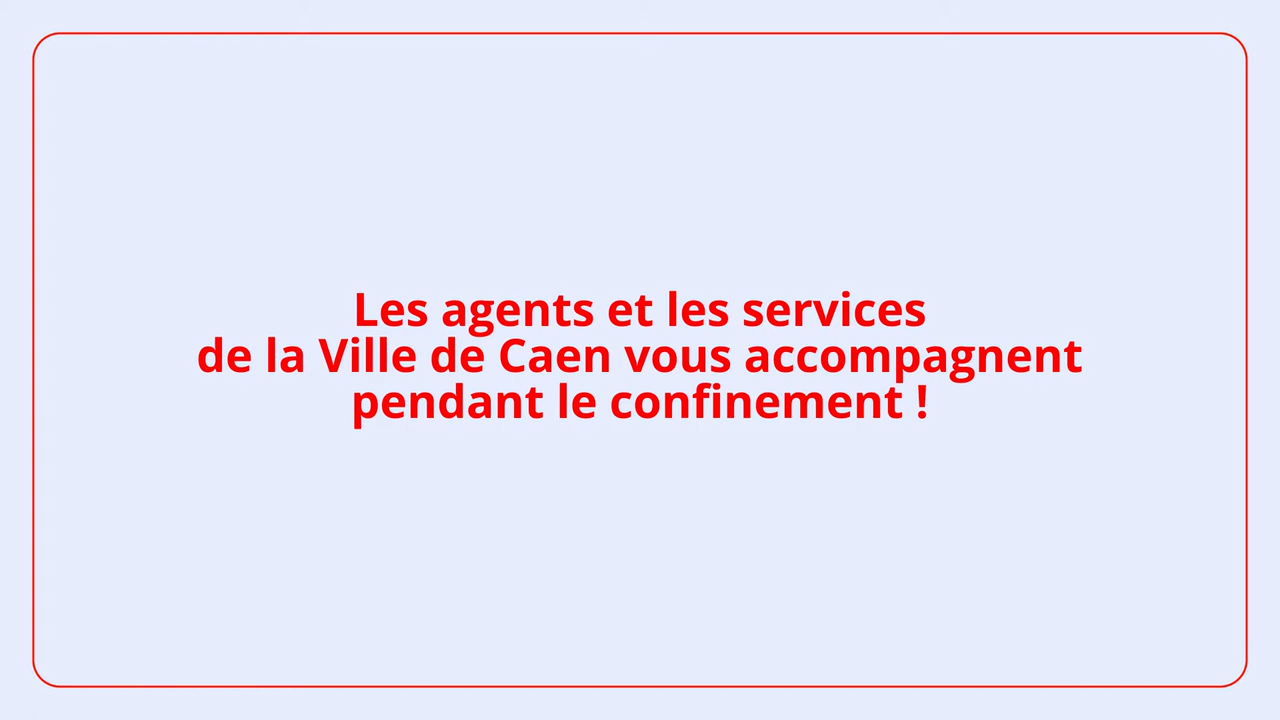 Les agents et les services
de la Ville de Caen vous accompagnent
pendant le confinement !